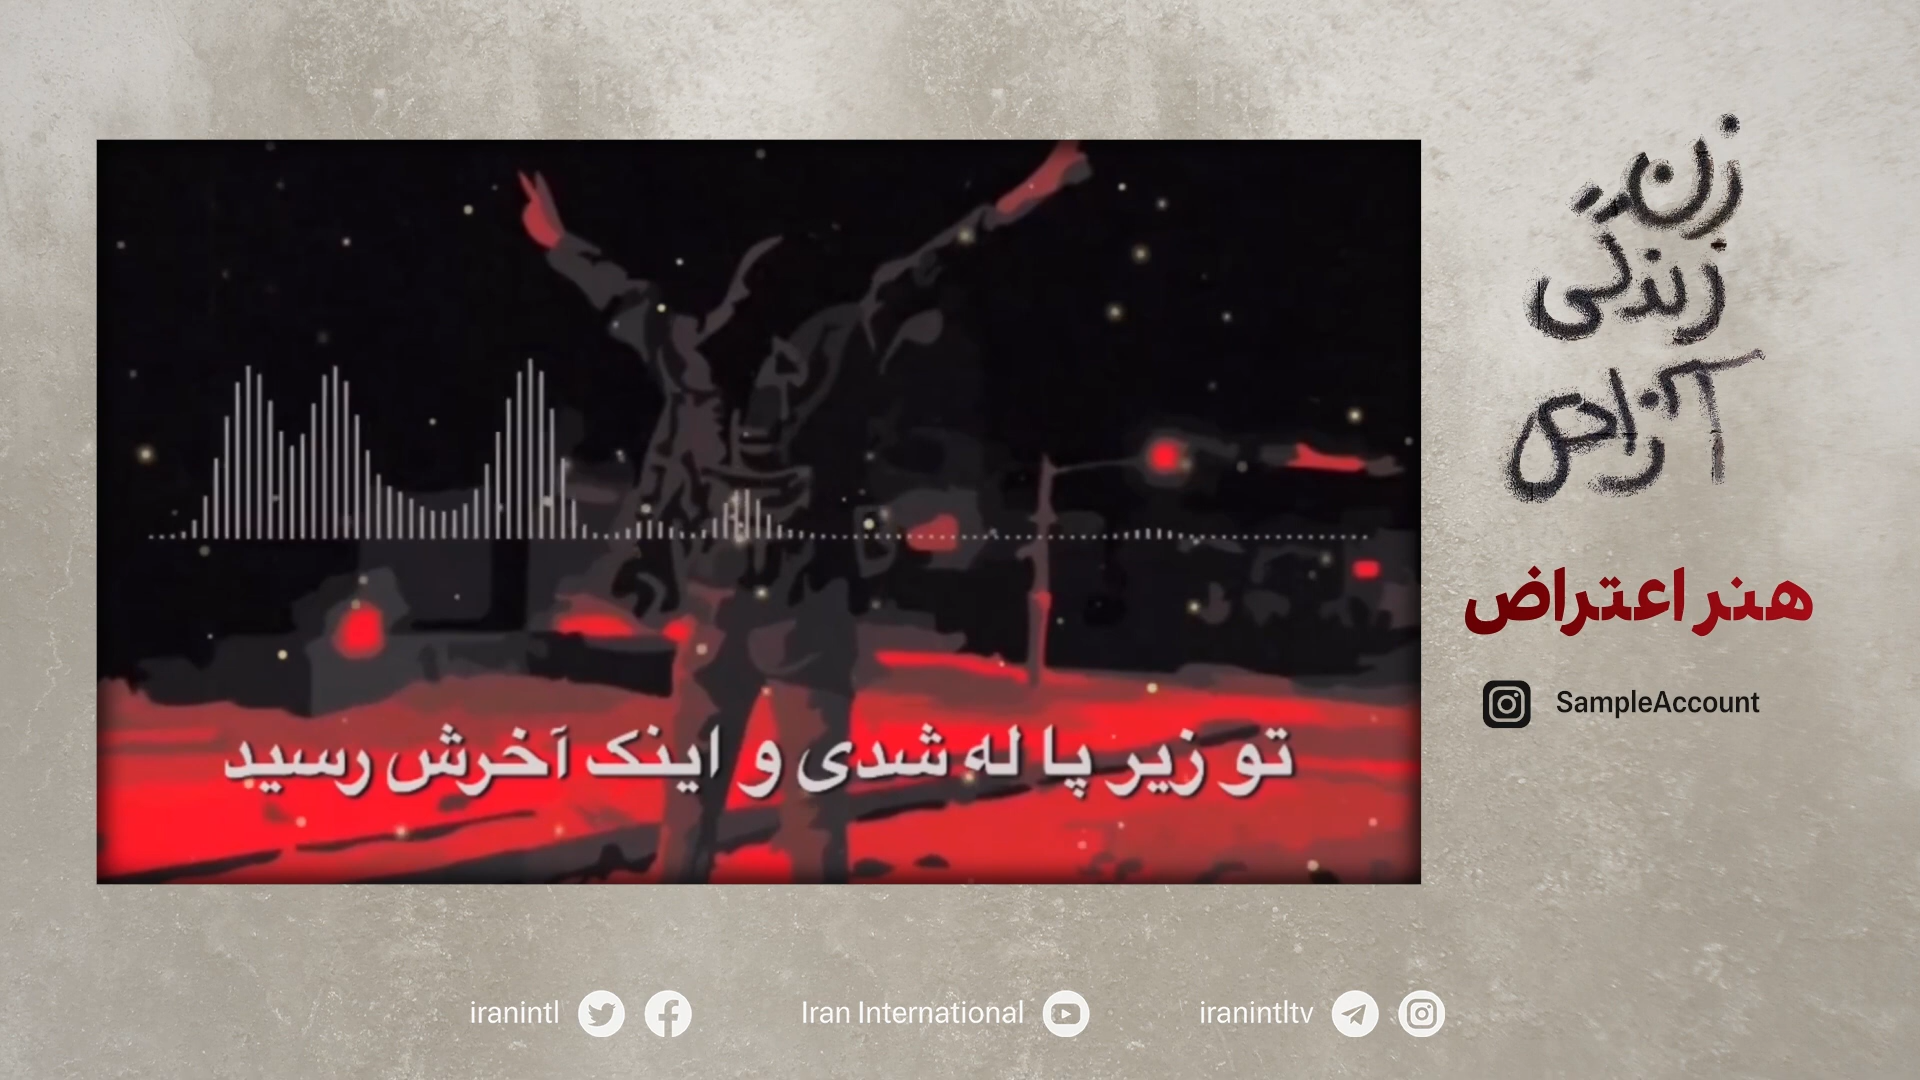 زن
زندگی
آزادی
هنر اعتراض
SampleAccount
تو زیر پا له شدی و اینک آخرش رسید
iranintl
Iran International
iranintltv